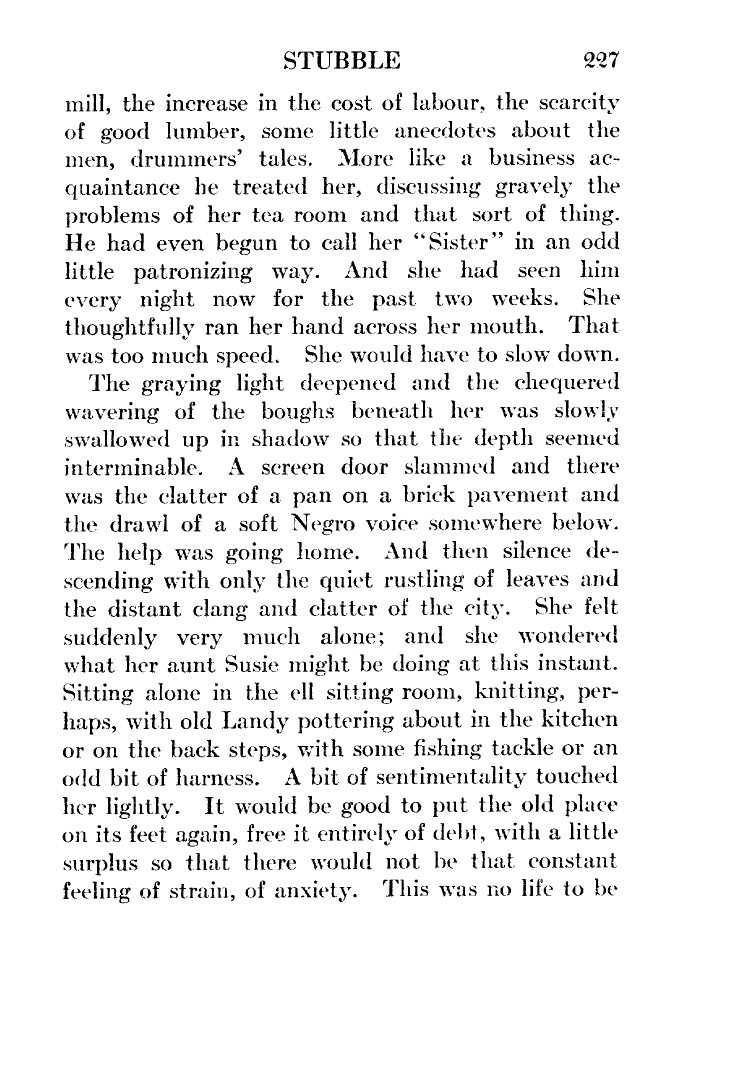 STUBBLE 227
mill, the increase in the cost of labour, the scarcity
of good lumber, some little anecdotes about the
men, drummers' tales. More like a business ac-
quaintance he treated her, discussing gravely the
problems of her tea room and that sort of thing.
He had even begun to call her "Sister" in an odd
little patronizing way. And she had seen him
every night now for the past two weeks. She
thoughtfully ran her hand across her mouth. That
was too much speed. She would have to slow down.
The graying light deepened and the chequered
wavering of the boughs beneath her was slowly
swallowed up in shadow so that the depth seemed
interminable. A screen door slammed and there
was the clatter of a pan on a brick pavement and
the drawl of a soft Negro voice somewhere below.
The help was going home. And then silence de-
scending with only the quiet rustling of leaves and
the distant clang and clatter of the city. She felt
suddenly very much alone; and she wondered
what her aunt Susie might be doing at this instant.
Sitting alone in the ell sitting room, knitting, per-
haps, with old Landy pottering about in the kitchen
or on the back steps, with some fishing tackle or an
odd bit of harness. A bit of sentimentality touched
her lightly. It would be good to put the old place
on its feet again, free it entirely of debt, with a little
surplus so that there would not be that constant
feeling of strain, of anxiety. This was no life to be